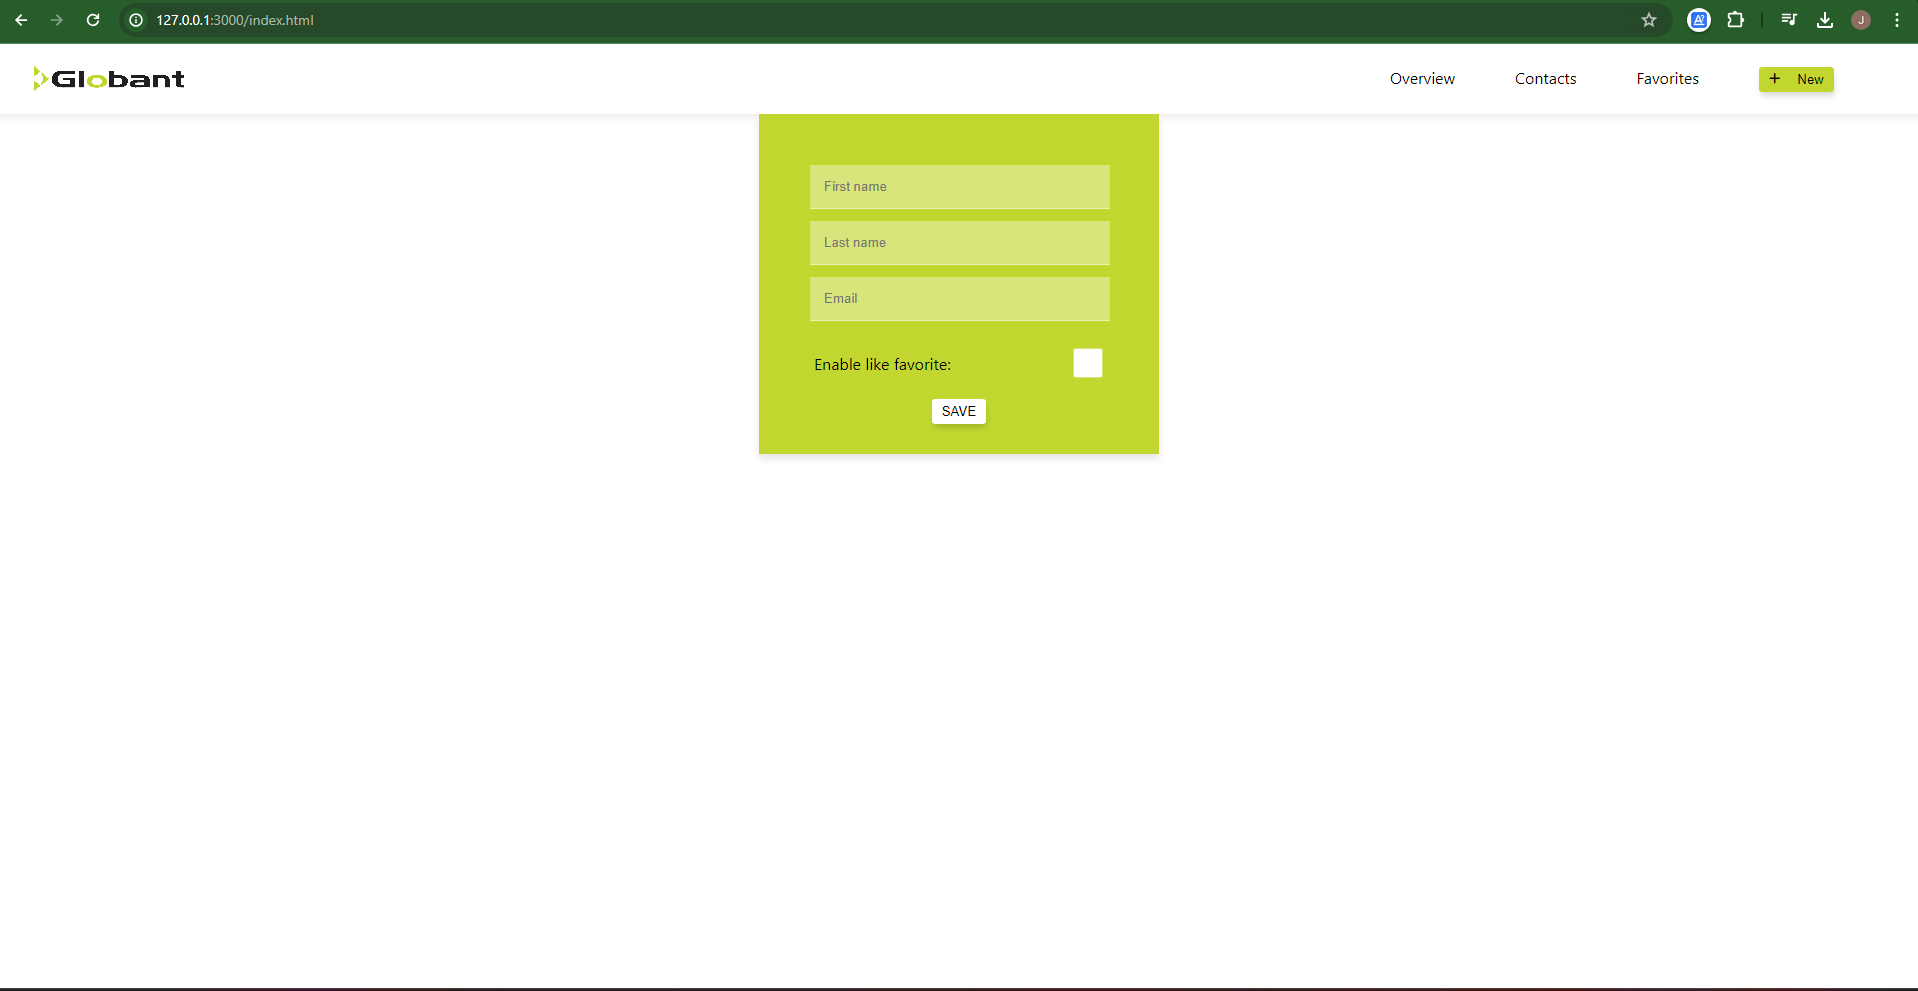 127.0.0.1:3000/index.html
J
Globant
Overview Contacts Favorites + New
First name
Last name
Email
Enable like favorite:
SAVE